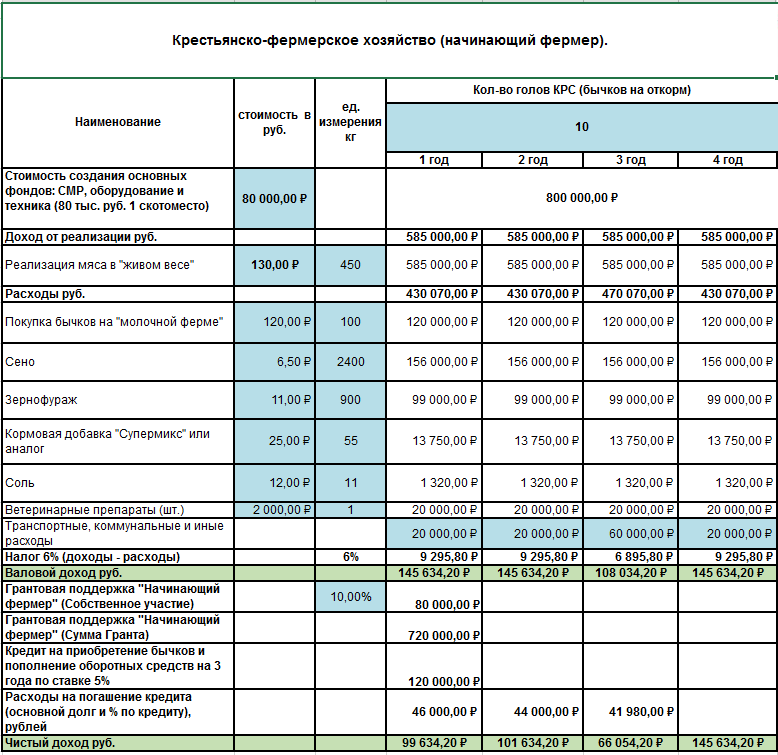 Крестьянско-фермерское хозяйство (начинающий фермер).
Наименование
стоимость в
руб.
ед.
измерения
кг
Кол-во голов КРС (бычков на откорм)
10
1 год 2 год 3 год 4 год
Стоимость создания основных
фондов: СМР, оборудование и
техника (80 тыс. руб. 1 скотоместо)
80 000,00 ₽ 800 000,00 ₽
Доход от реализации руб. 585 000,00 ₽ 585 000,00 ₽ 585 000,00 ₽ 585 000,00 ₽
Реализация мяса в "живом весе" 130,00 ₽ 450 585 000,00 ₽ 585 000,00 ₽ 585 000,00 ₽ 585 000,00 ₽
Расходы руб. 430 070,00 ₽ 430 070,00 ₽ 470 070,00 ₽ 430 070,00 ₽
Покупка бычков на "молочной ферме" 120,00 ₽ 100 120 000,00 ₽ 120 000,00 ₽ 120 000,00 ₽ 120 000,00 ₽
Сено 6,50 ₽ 2400 156 000,00 ₽ 156 000,00 ₽ 156 000,00 ₽ 156 000,00 ₽
Зернофураж 11,00 ₽ 900 99 000,00 ₽ 99 000,00 ₽ 99 000,00 ₽ 99 000,00 ₽
Кормовая добавка "Супермикс" или
аналог
25,00 ₽ 55 13 750,00 ₽ 13 750,00 ₽ 13 750,00 ₽ 13 750,00 ₽
Соль 12,00 ₽ 11 1 320,00 ₽ 1 320,00 ₽ 1 320,00 ₽ 1 320,00 ₽
Ветеринарные препараты (шт.) 2 000,00 ₽ 1 20 000,00 ₽ 20 000,00 ₽ 20 000,00 ₽ 20 000,00 ₽
Транспортные, коммунальные и иные
расходы
20 000,00 ₽ 20 000,00 ₽ 60 000,00 ₽ 20 000,00 ₽
Налог 6% (доходы - расходы) 6% 9 295,80 ₽ 9 295,80 ₽ 6 895,80 ₽ 9 295,80 ₽
Валовой доход руб. 145 634,20 ₽ 145 634,20 ₽ 108 034,20 ₽ 145 634,20 ₽
Грантовая поддержка "Начинающий
фермер" (Собственное участие)
10,00% 80 000,00 ₽
Грантовая поддержка "Начинающий
фермер" (Сумма Гранта)
720 000,00 ₽
Кредит на приобретение бычков и
пополнение оборотных средств на 3
года по ставке 5%
120 000,00 ₽
Расходы на погашение кредита
(основной долг и % по кредиту),
рублей
46 000,00 ₽ 44 000,00 ₽ 41 980,00 ₽
Чистый доход руб. 99 634,20 ₽ 101 634,20 ₽ 66 054,20 ₽ 145 634,20 ₽